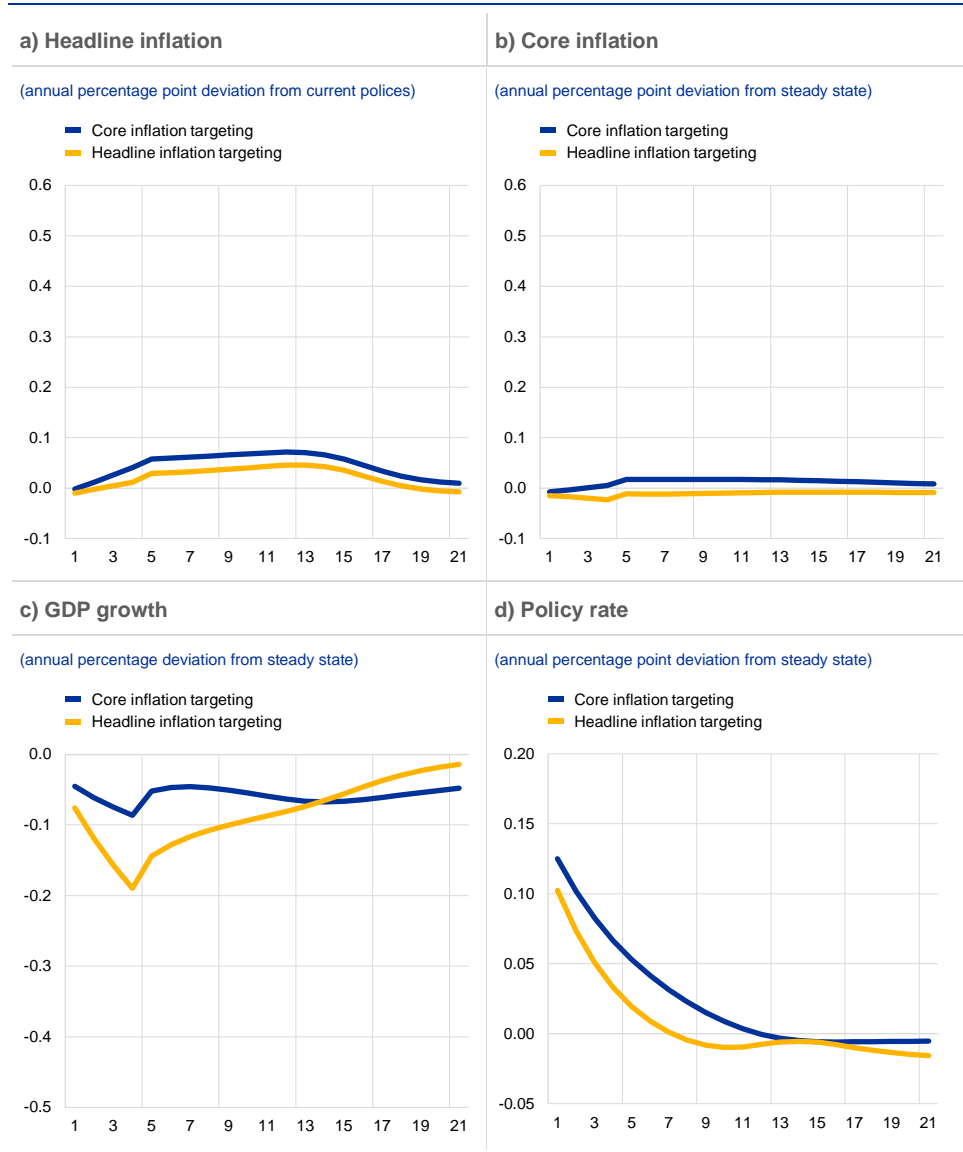 a) Headline inflation
(annual percentage point deviation from current polices)
Core inflation targeting
Headline inflation targeting
0.6
0.5
0.4
0.3
0.2
0.1
0.0
-0.1
1 3 5 7 9 11 13 15 17 19 21
b) Core inflation
(annual percentage point deviation from steady state)
Core inflation targeting
Headline inflation targeting
0.6
0.5
0.4
0.3
0.2
0.1
0.0
-0.1
1 3 5 7 9 11 13 15 17 19 21
c) GDP growth
(annual percentage deviation from steady state)
Core inflation targeting
Headline inflation targeting
0.0
-0.1
-0.2
-0.3
-0.4
-0.5
1 3 5 7 9 11 13 15 17 19 21
d) Policy rate
(annual percentage point deviation from steady state)
Core inflation targeting
Headline inflation targeting
0.20
0.15
0.10
0.05
0.00
-0.05
1 3 5 7 9 11 13 15 17 19 21